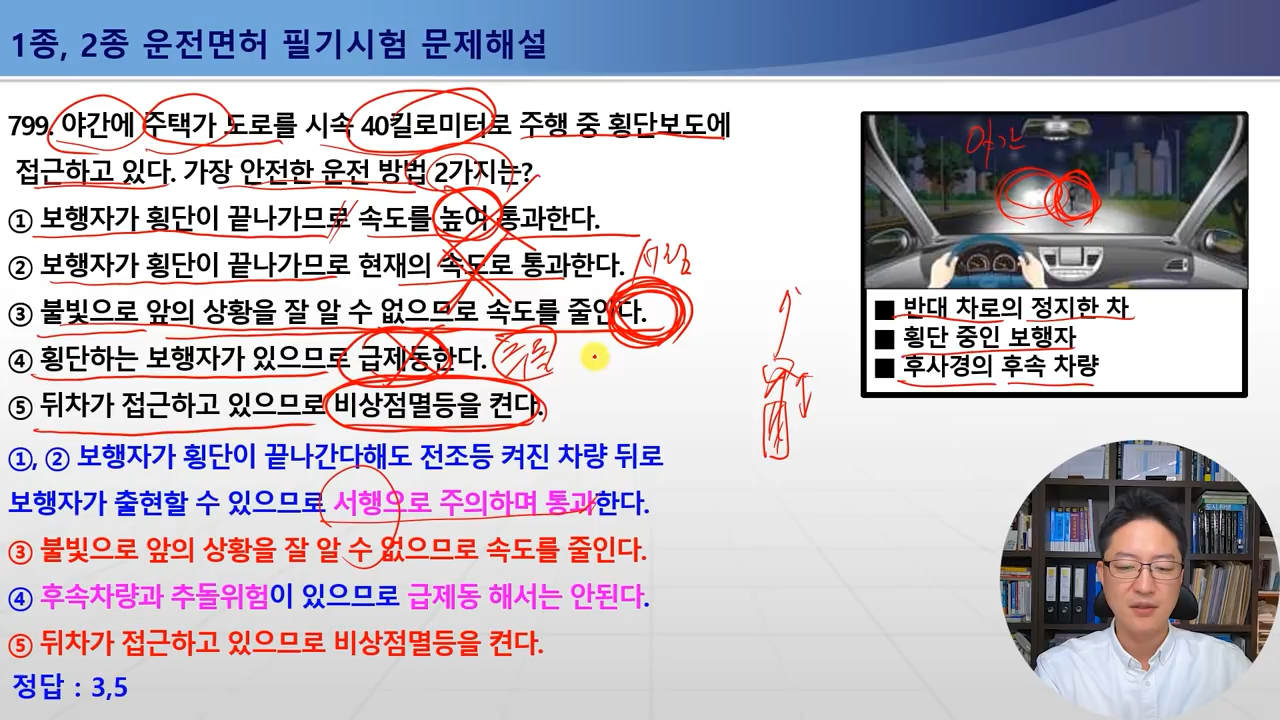 1종, 2종 운전면허 필기시험 문제해설
799. 야간에 주택가 도로를 시속 40킬로미터로 주행 중 횡단보도에
접근하고 있다. 가장 안전한 운전 방법 2가지는?
① 보행자가 횡단이 끝나가므로 속도를 높여 통과한다.
② 보행자가 횡단이 끝나가므로 현재의 속도로 통과한다.
③ 불빛으로 앞의 상황을 잘 알 수 없으므로 속도를 줄인다.
④ 횡단하는 보행자가 있으므로 급제동한다.
⑤ 뒤차가 접근하고 있으므로 비상점멸등을 켠다.
①, ② 보행자가 횡단이 끝나간다해도 전조등 켜진 차량 뒤로
보행자가 출현할 수 있으므로 서행으로 주의하며 통과한다.
③ 불빛으로 앞의 상황을 잘 알 수 없으므로 속도를 줄인다.
④ 후속차량과 추돌위험이 있으므로 급제동 해서는 안된다.
⑤ 뒤차가 접근하고 있으므로 비상점멸등을 켠다.
정답 : 3,5
야간
■ 반대 차로의 정지한 차
■ 횡단 중인 보행자
■ 후사경의 후속 차량